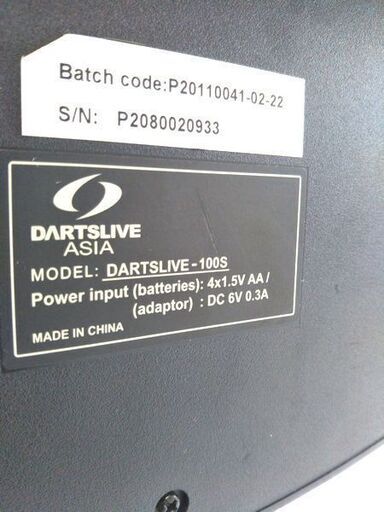 Batch code:P20110041-02-22
S/N: P2080020933
DARTSLIVE
ASIA
MODEL: DARTSLIVE-100S
Power input (batteries): 4x1.5V AA /
(adaptor) : DC 6V 0.3A
MADE IN CHINA